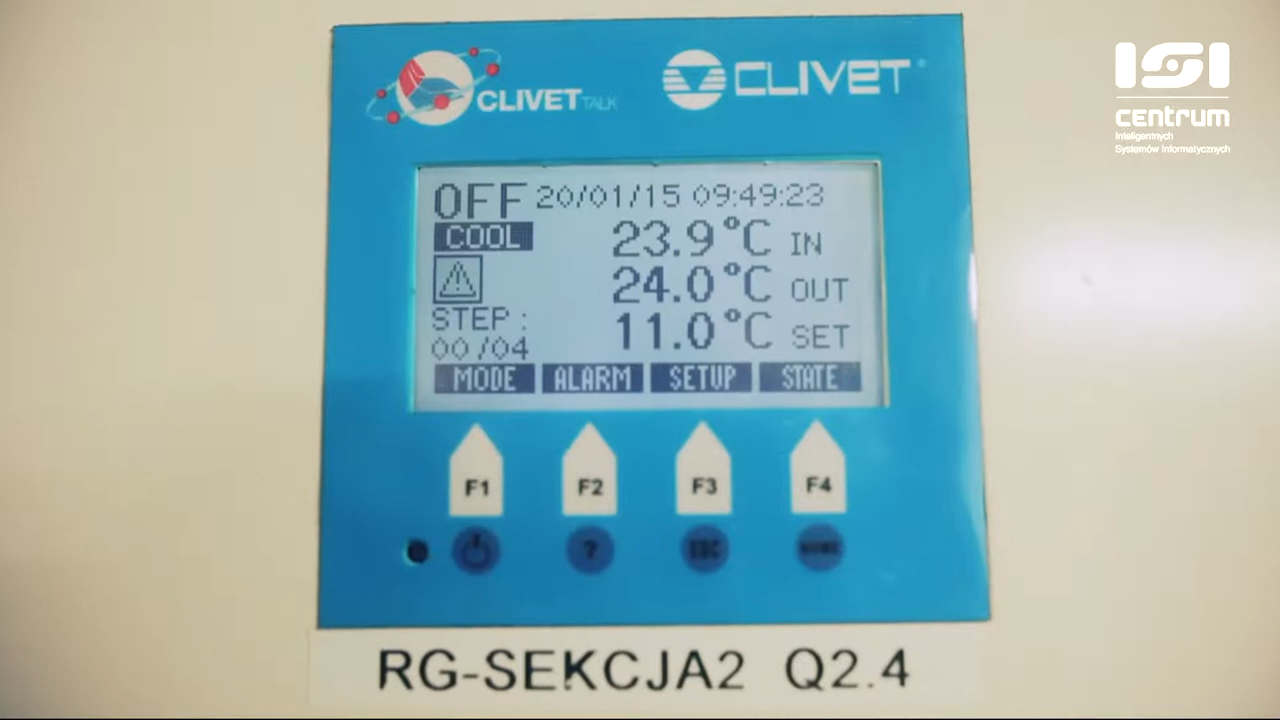 CLIVET TALK
CLIVET
ISI
centrum
Inteligentnych
Systemów Informatycznych
OFF 20/01/15 09:49:23
COOL 23.9°C IN
24.0°C OUT
STEP : 11.0°C SET
00/04
MODE ALARM SETUP STATE
F1 F2 F3 F4
? ESC HOME
RG-SEKCJA2 Q2.4